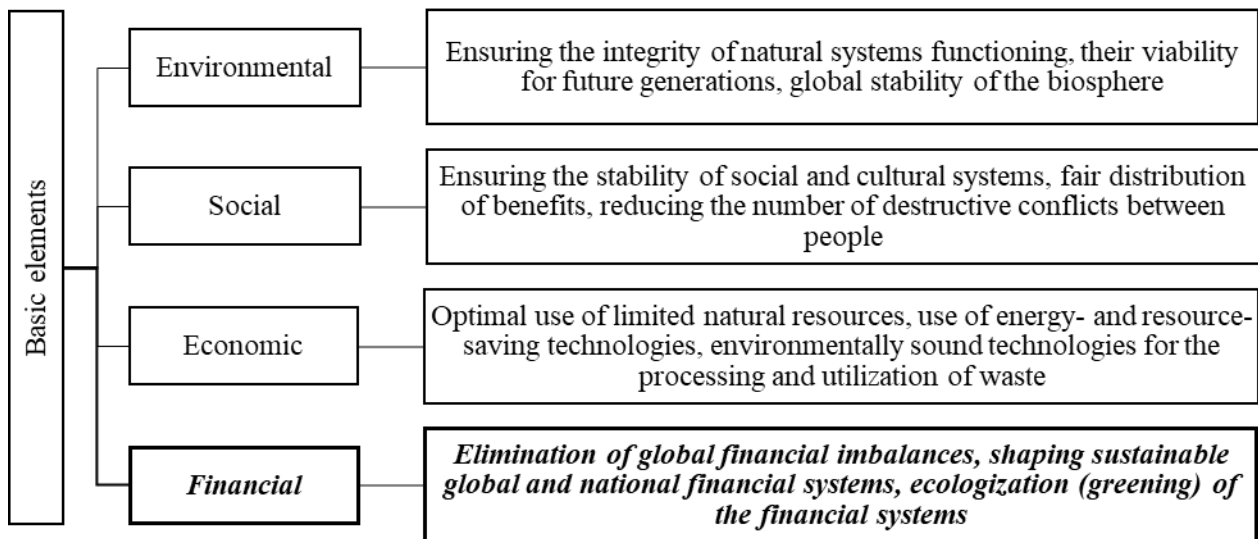 Basic elements
Environmental
Ensuring the integrity of natural systems functioning, their viability
for future generations, global stability of the biosphere
Social
Ensuring the stability of social and cultural systems, fair distribution
of benefits, reducing the number of destructive conflicts between
people
Economic
Optimal use of limited natural resources, use of energy- and resource-
saving technologies, environmentally sound technologies for the
processing and utilization of waste
Financial
Elimination of global financial imbalances, shaping sustainable
global and national financial systems, ecologization (greening) of
the financial systems